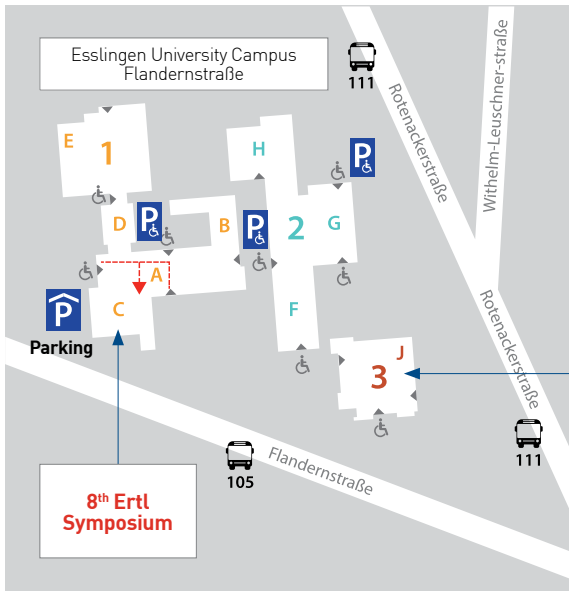 Esslingen University Campus
Flandernstraße
111
Rotenackerstraße
Withelm-Leuschner-straße
E
1
H
P
D
P
B
P
2
G
A
P
C
F
Parking
J
3
Rotenackerstraße
111
105
Flandernstraße
8th Ertl
Symposium